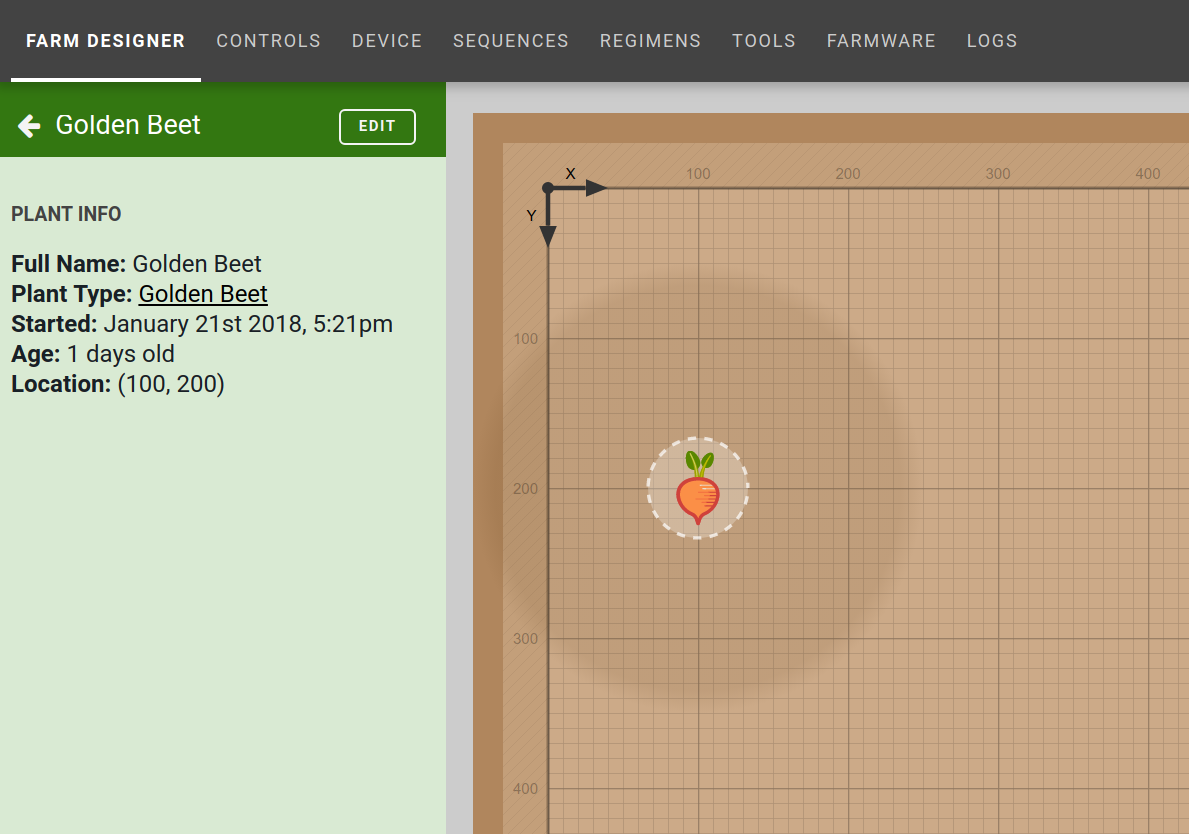 FARM DESIGNER CONTROLS DEVICE SEQUENCES REGIMENS TOOLS FARMWARE LOGS
Golden Beet EDIT
PLANT INFO
Full Name: Golden Beet
Plant Type: Golden Beet
Started: January 21st 2018, 5:21pm
Age: 1 days old
Location: (100, 200)
X 100 200 300 400
Y
100
200
300
400